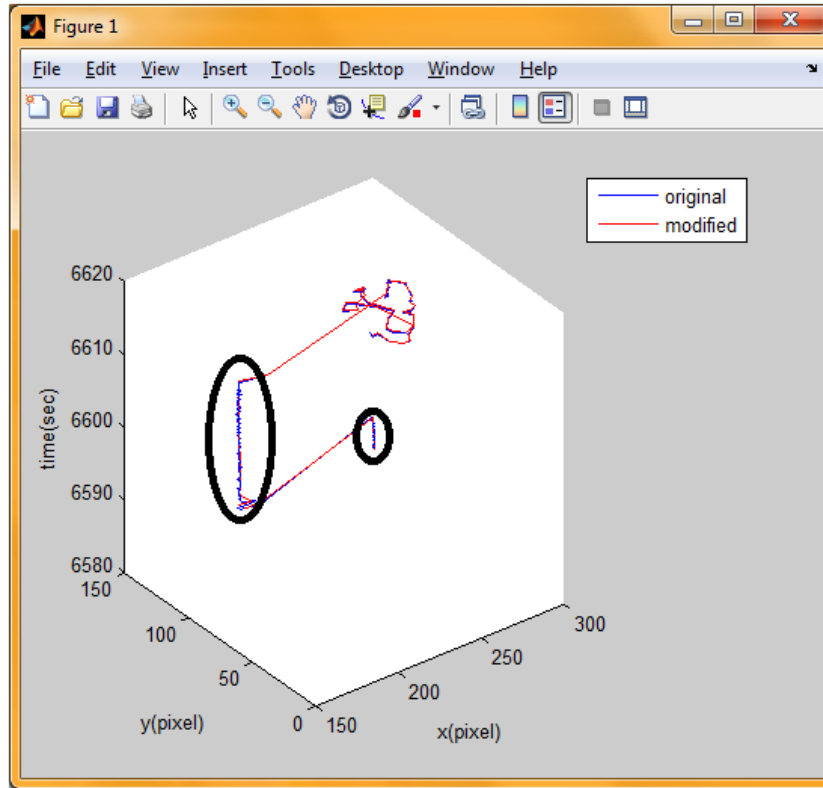 Figure 1
File Edit View Insert Tools Desktop Window Help
original
modified
6620
6610
6600
6590
6580
time(sec)
150
100
50
0
y(pixel)
150
200
250
300
x(pixel)